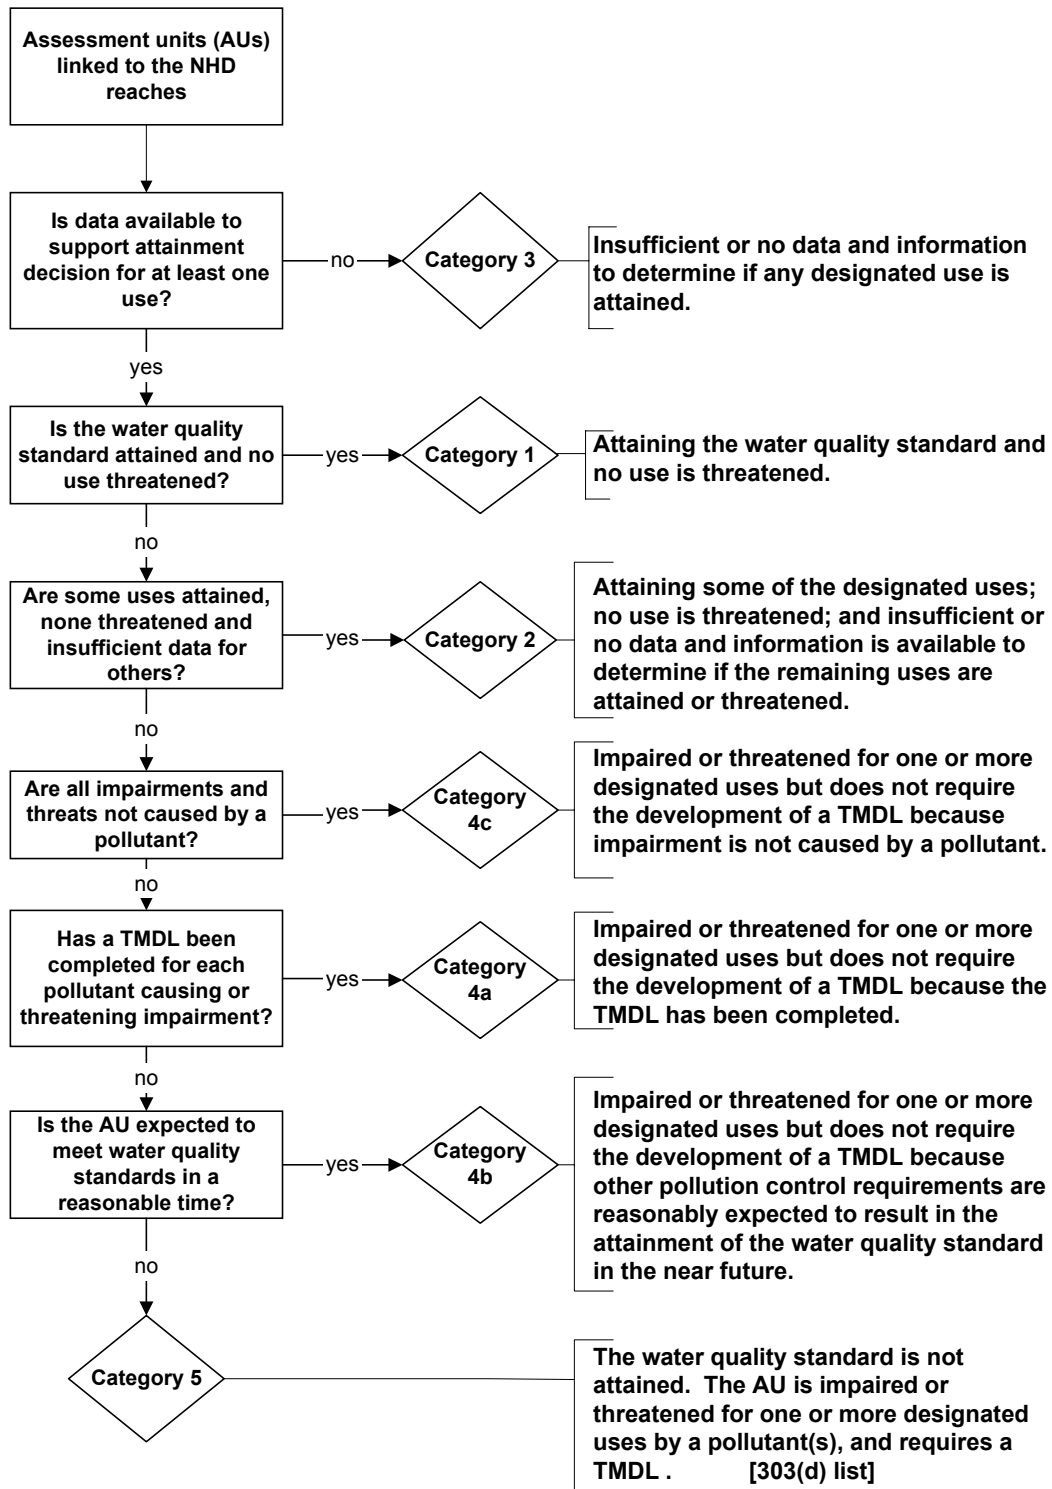 Assessment units (AUs)
linked to the NHD
reaches
Is data available to
support attainment
decision for at least one
use?
no
Category 3
Insufficient or no data and information
to determine if any designated use is
attained.
yes
Is the water quality
standard attained and no
use threatened?
yes
Category 1
Attaining the water quality standard and
no use is threatened.
no
Are some uses attained,
none threatened and
insufficient data for
others?
yes
Category 2
Attaining some of the designated uses;
no use is threatened; and insufficient or
no data and information is available to
determine if the remaining uses are
attained or threatened.
no
Are all impairments and
threats not caused by a
pollutant?
yes
Category
4c
Impaired or threatened for one or more
designated uses but does not require
the development of a TMDL because
impairment is not caused by a pollutant.
no
Has a TMDL been
completed for each
pollutant causing or
threatening impairment?
yes
Category
4a
Impaired or threatened for one or more
designated uses but does not require
the development of a TMDL because the
TMDL has been completed.
no
Is the AU expected to
meet water quality
standards in a
reasonable time?
yes
Category
4b
Impaired or threatened for one or more
designated uses but does not require
the development of a TMDL because
other pollution control requirements are
reasonably expected to result in the
attainment of the water quality standard
in the near future.
no
Category 5
The water quality standard is not
attained.  The AU is impaired or
threatened for one or more designated
uses by a pollutant(s), and requires a
TMDL .          [303(d) list]